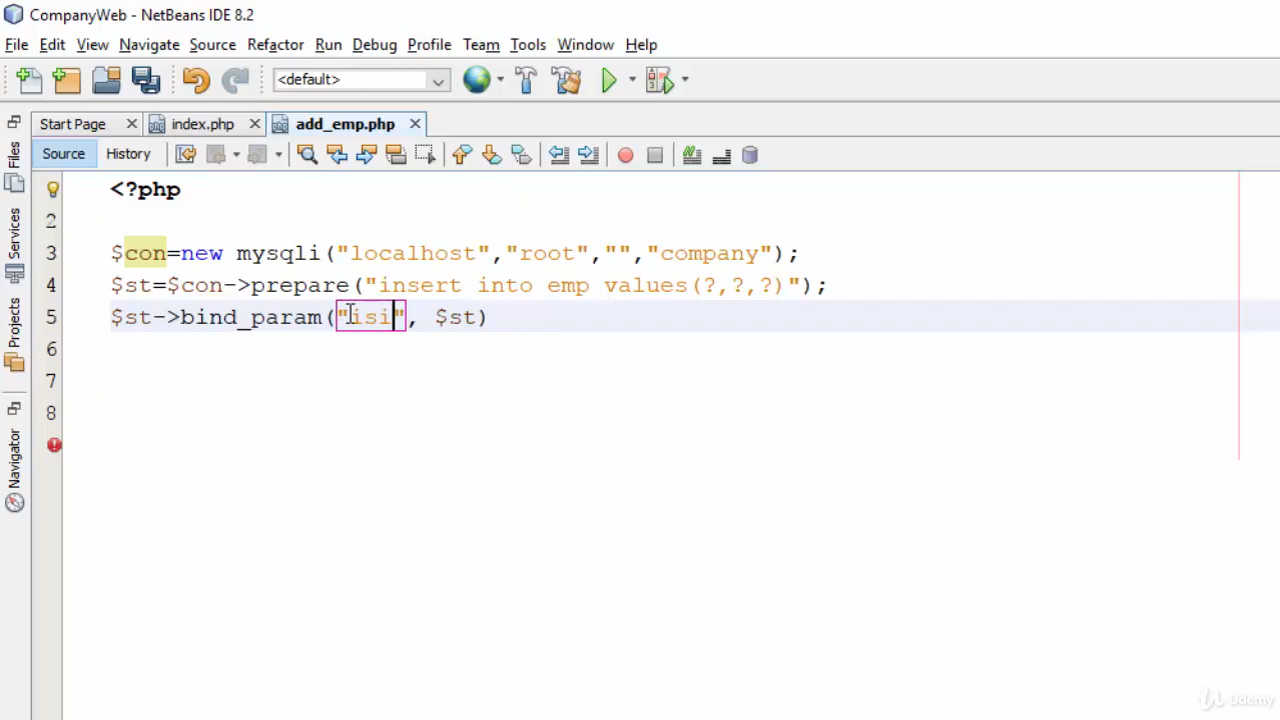 CompanyWeb - NetBeans IDE 8.2
File Edit View Navigate Source Refactor Run Debug Profile Team Tools Window Help
<default>
Start Page index.php add_emp.php
Source History
Files
Services
Projects
Navigator
<?php
2
3 $con=new mysqli("localhost","root","","company");
4 $st=$con->prepare("insert into emp values(?,?,?)");
5 $st->bind_param("isi", $st)
6
7
8
Udemy